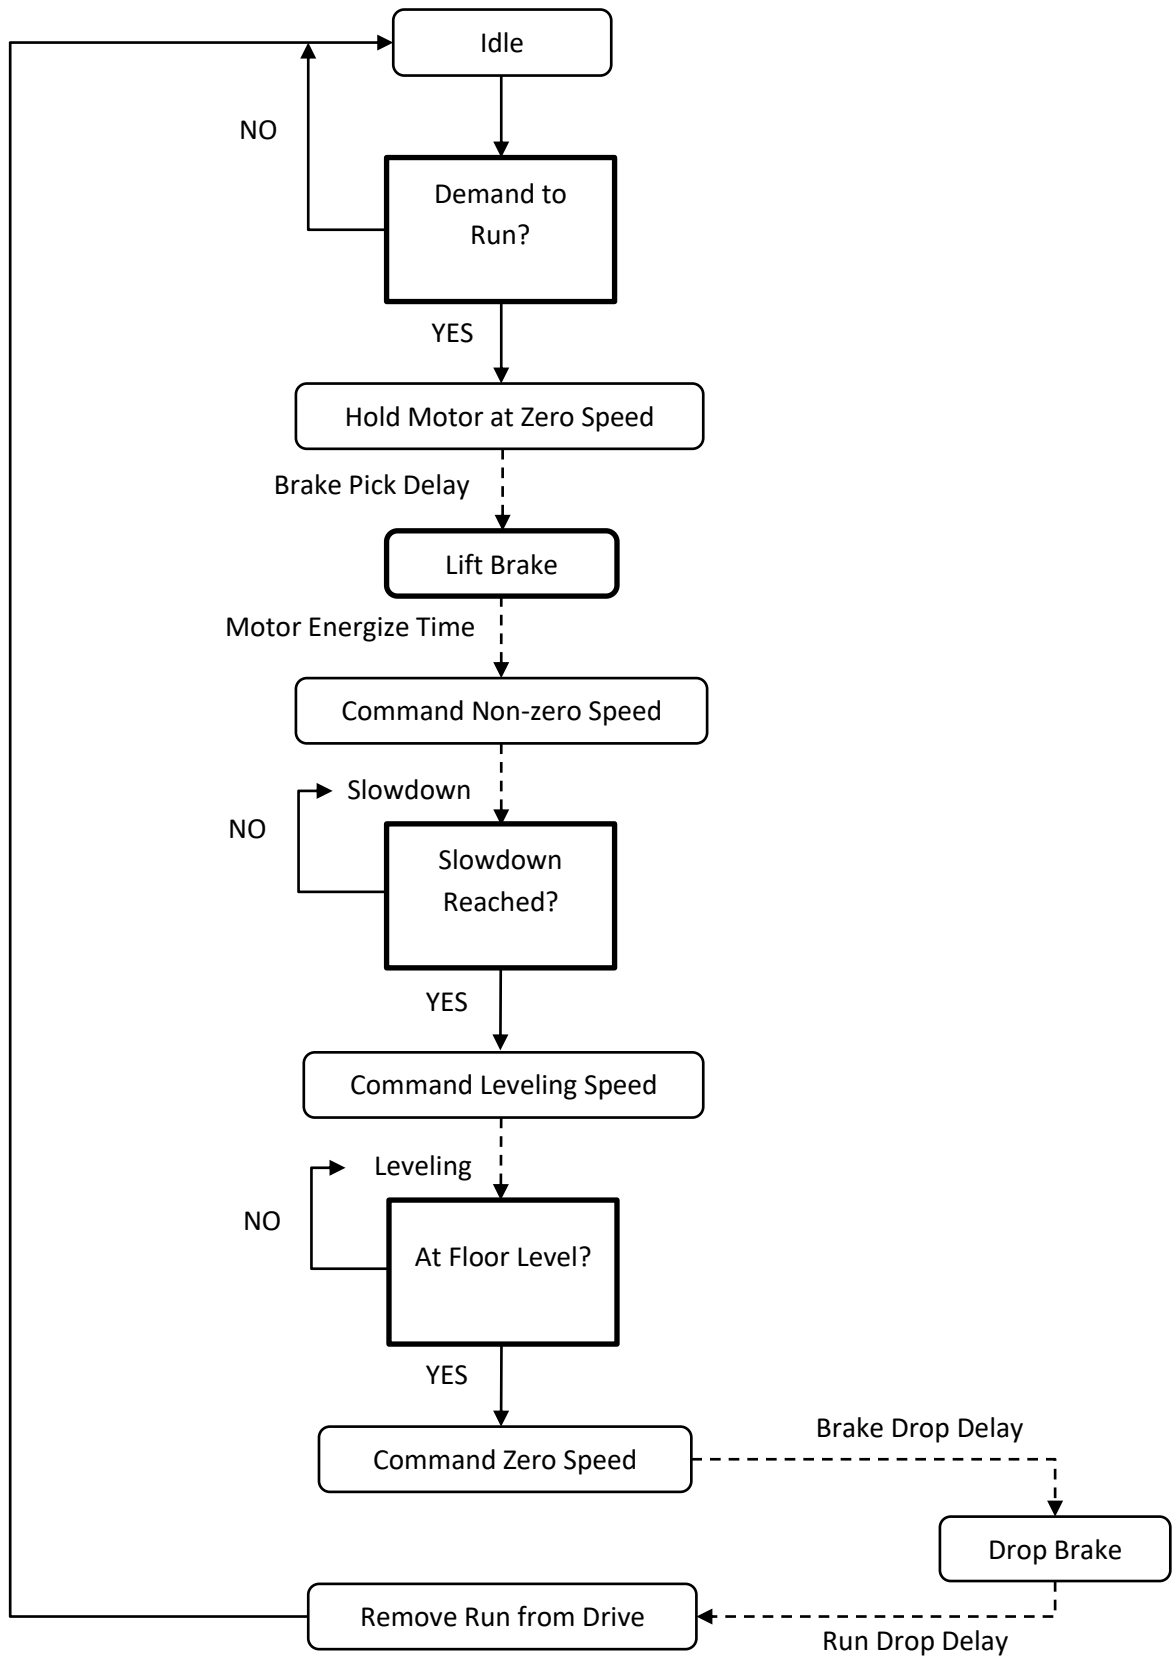 Idle
NO
Demand to
Run?
YES
Hold Motor at Zero Speed
Brake Pick Delay
Lift Brake
Motor Energize Time
Command Non-zero Speed
Slowdown
NO
Slowdown
Reached?
YES
Command Leveling Speed
Leveling
NO
At Floor Level?
YES
Command Zero Speed
Brake Drop Delay
Drop Brake
Remove Run from Drive
Run Drop Delay